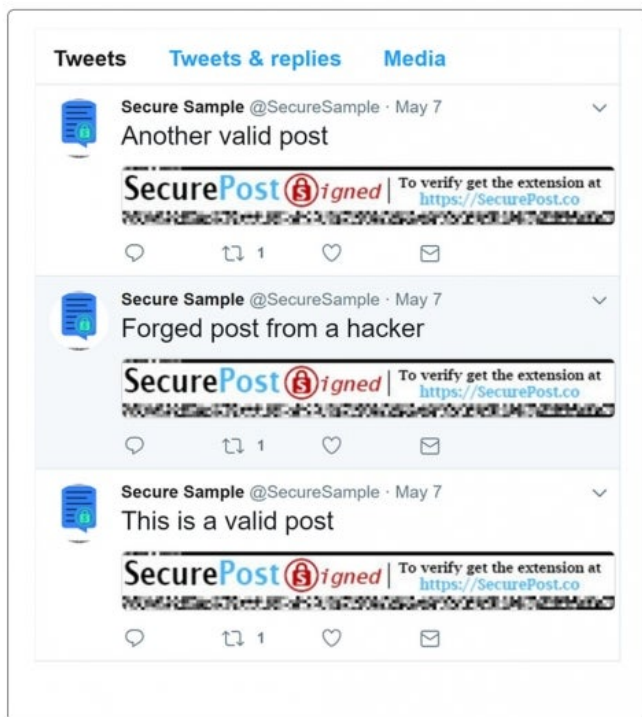 Tweets Tweets & replies Media
Secure Sample @SecureSample · May 7
Another valid post
SecurePost Signed | To verify get the extension at
https://SecurePost.co
1
Secure Sample @SecureSample · May 7
Forged post from a hacker
SecurePost Signed | To verify get the extension at
https://SecurePost.co
1
Secure Sample @SecureSample · May 7
This is a valid post
SecurePost Signed | To verify get the extension at
https://SecurePost.co
1